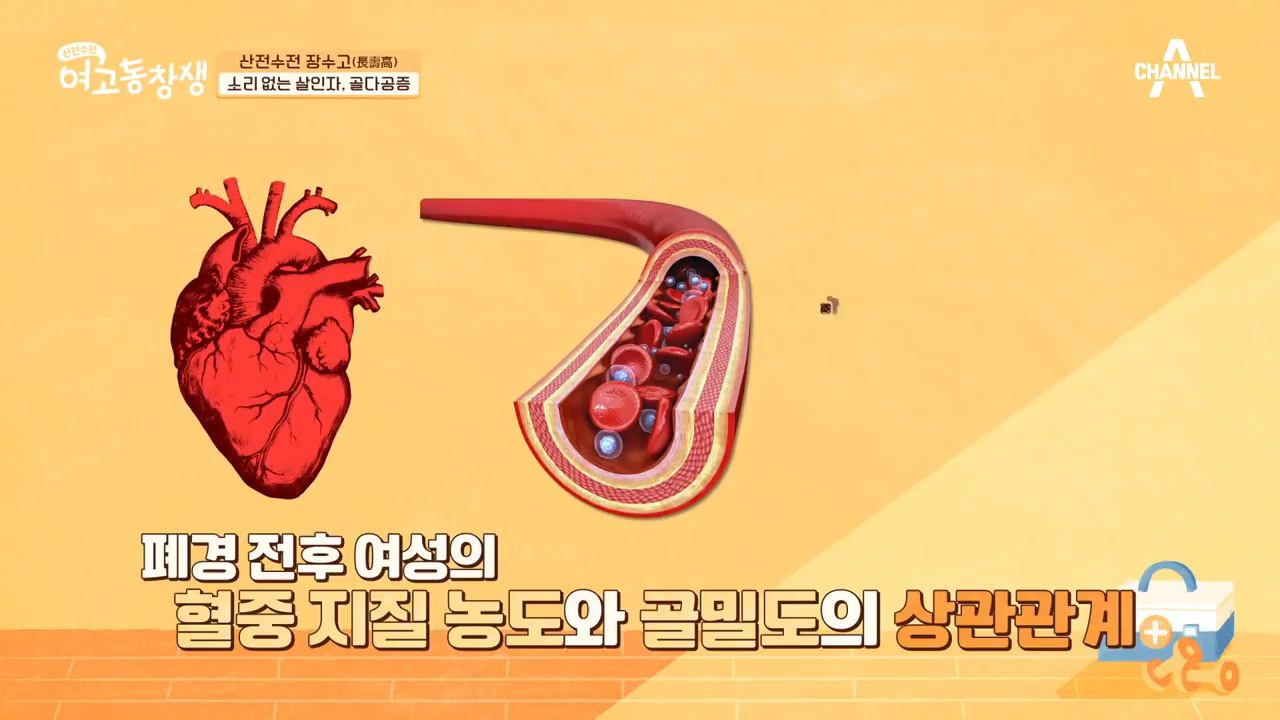 산전수전
여고동창생
산전수전 장수고(長壽高)
소리 없는 살인자, 골다공증
CHANNEL A
폐경 전후 여성의
혈중 지질 농도와 골밀도의 상관관계